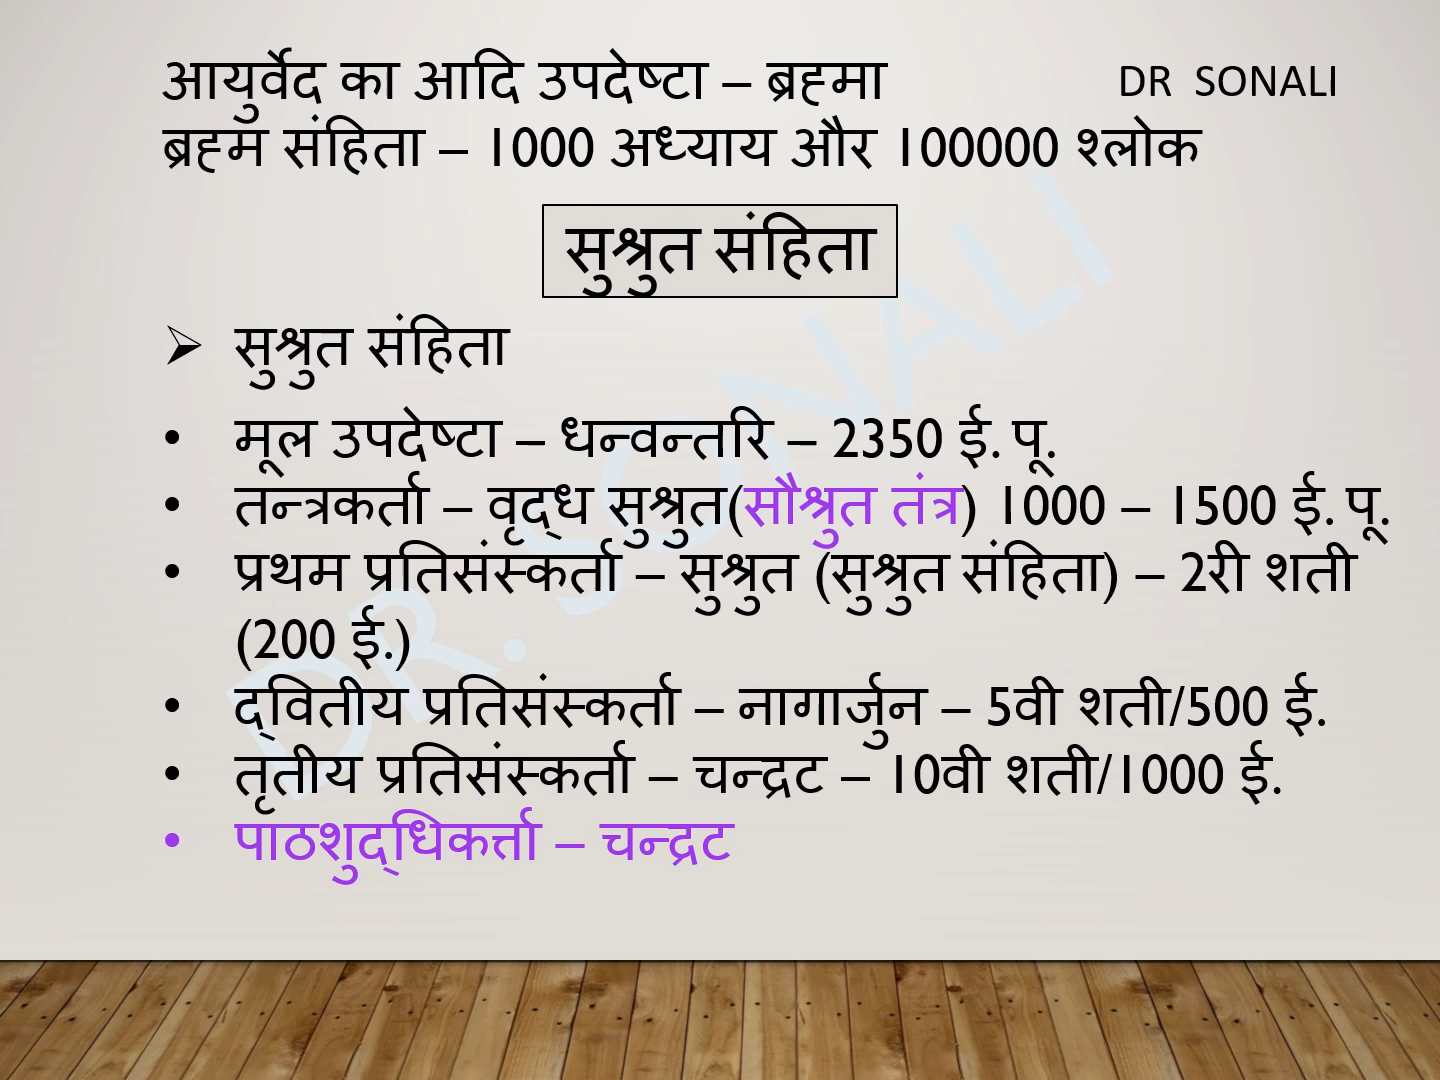 आयुर्वेद का आदि उपदेष्टा – ब्रह्मा
DR SONALI
ब्रह्म संहिता – 1000 अध्याय और 100000 श्लोक
सुश्रुत संहिता
➢ सुश्रुत संहिता
• मूल उपदेष्टा – धन्वन्तरि – 2350 ई. पू.
• तन्त्रकर्ता – वृद्ध सुश्रुत(सौश्रुत तंत्र) 1000 – 1500 ई. पू.
• प्रथम प्रतिसंस्कर्ता – सुश्रुत (सुश्रुत संहिता) – 2री शती
(200 ई.)
• द्वितीय प्रतिसंस्कर्ता – नागार्जुन – 5वी शती/500 ई.
• तृतीय प्रतिसंस्कर्ता – चन्द्रट – 10वी शती/1000 ई.
• पाठशुद्धिकर्त्ता – चन्द्रट
DR. SONALI